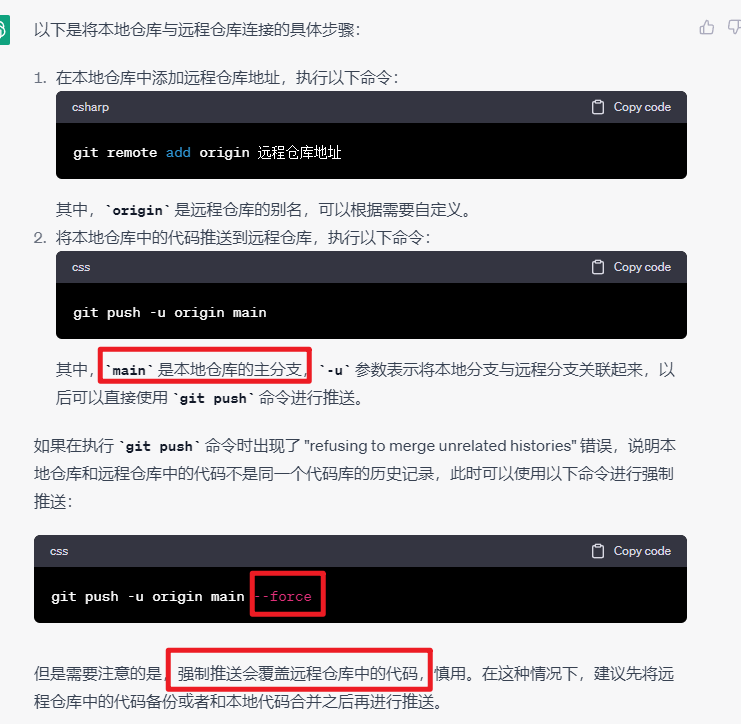 以下是将本地仓库与远程仓库连接的具体步骤：
1. 在本地仓库中添加远程仓库地址，执行以下命令：
csharp Copy code
git remote add origin 远程仓库地址
其中，`origin` 是远程仓库的别名，可以根据需要自定义。
2. 将本地仓库中的代码推送到远程仓库，执行以下命令：
css Copy code
git push -u origin main
其中，`main` 是本地仓库的主分支，`-u` 参数表示将本地分支与远程分支关联起来，以
后可以直接使用 `git push` 命令进行推送。
如果在执行 `git push` 命令时出现了 "refusing to merge unrelated histories" 错误，说明本
地仓库和远程仓库中的代码不是同一个代码库的历史记录，此时可以使用以下命令进行强制
推送：
css Copy code
git push -u origin main --force
但是需要注意的是，强制推送会覆盖远程仓库中的代码，慎用。在这种情况下，建议先将远
程仓库中的代码备份或者和本地代码合并之后再进行推送。